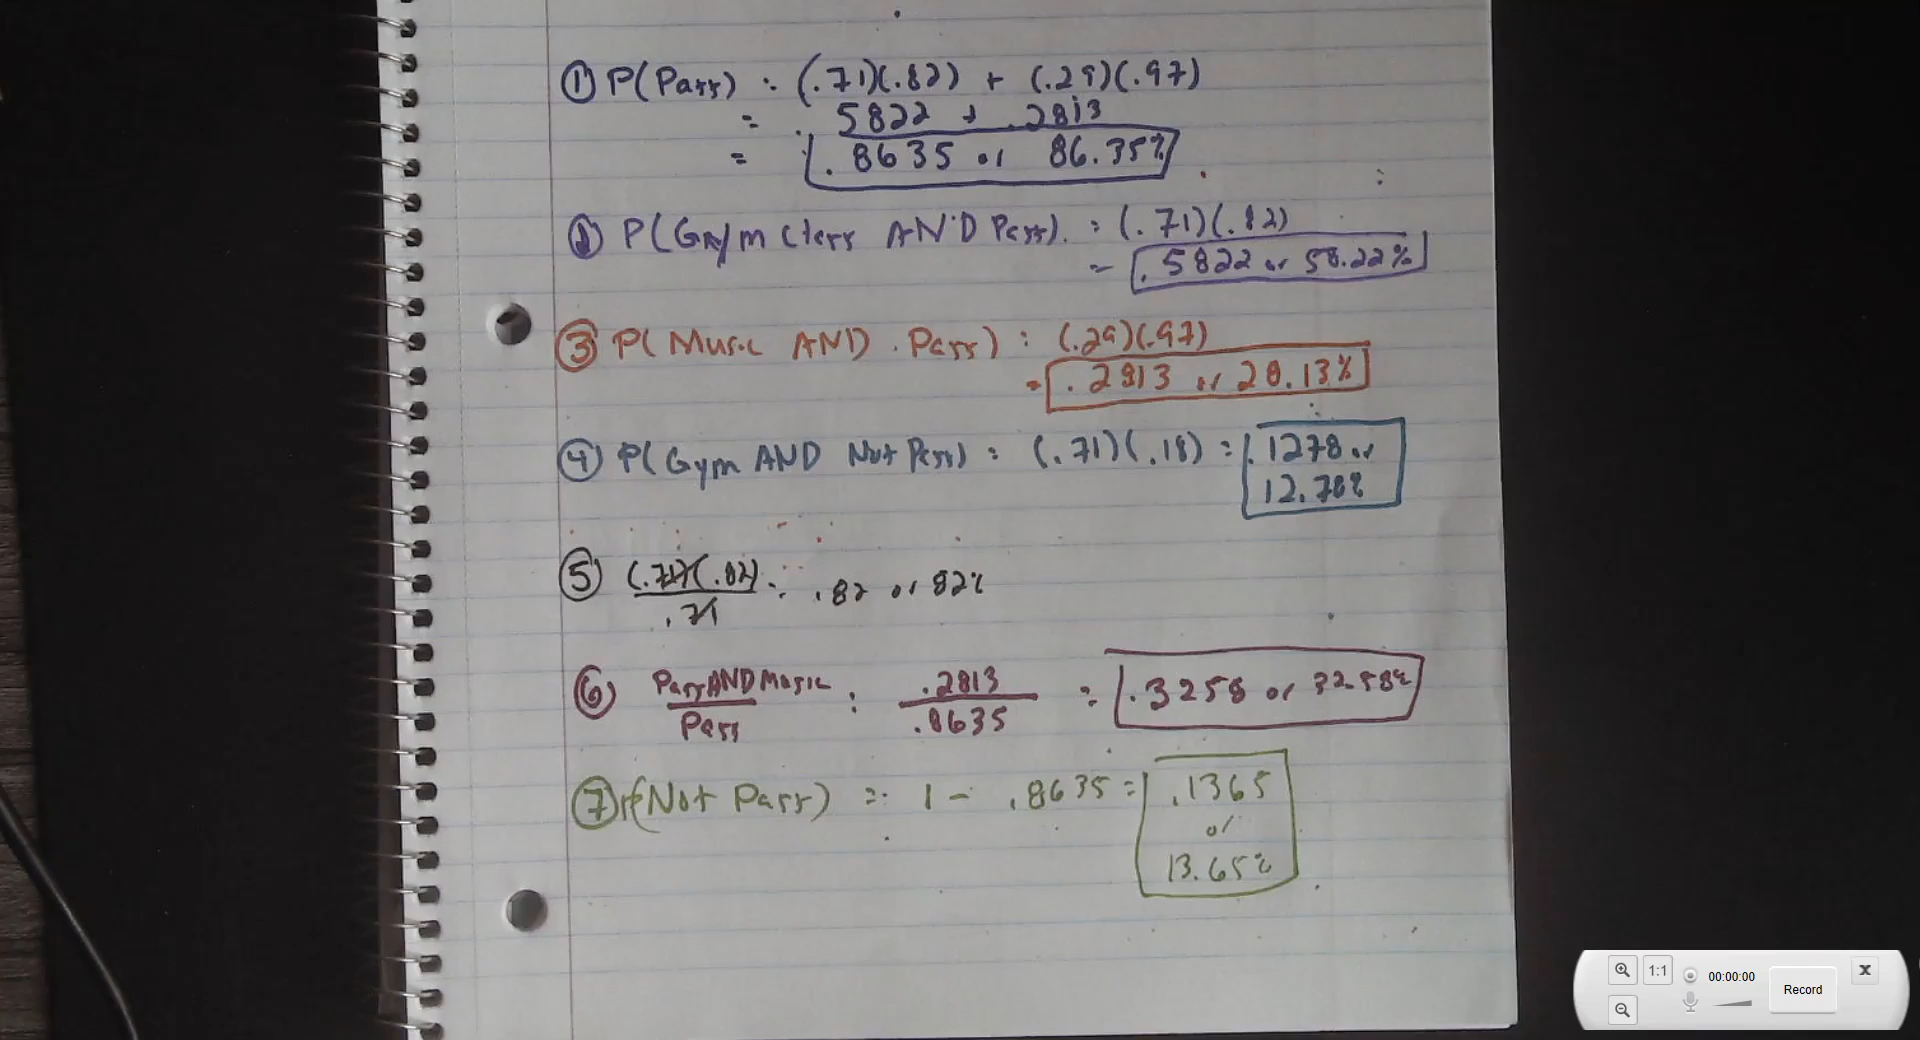 ① P(Pass) : (.71)(.82) + (.29)(.97)
= .5822 + .2813
= .8635 or 86.35%
② P(Gym Class AND Pass) : (.71)(.82)
= .5822 or 58.22%
③ P(Music AND Pass) : (.29)(.97)
= .2813 or 28.13%
④ P(Gym AND Not Pass) : (.71)(.18) = .1278 or
12.78%
⑤ (.71)(.82) = .82 or 82%
.71
⑥ Pass AND Music : .2813 = .3258 or 32.58%
Pass .8635
⑦ P(Not Pass) = 1 - .8635 = .1365
or
13.65%
1:1 00:00:00 Record X